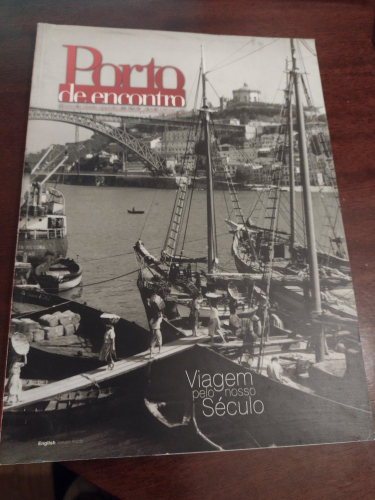 Porto
de encontro
Viagem
pelo nosso
Século
English